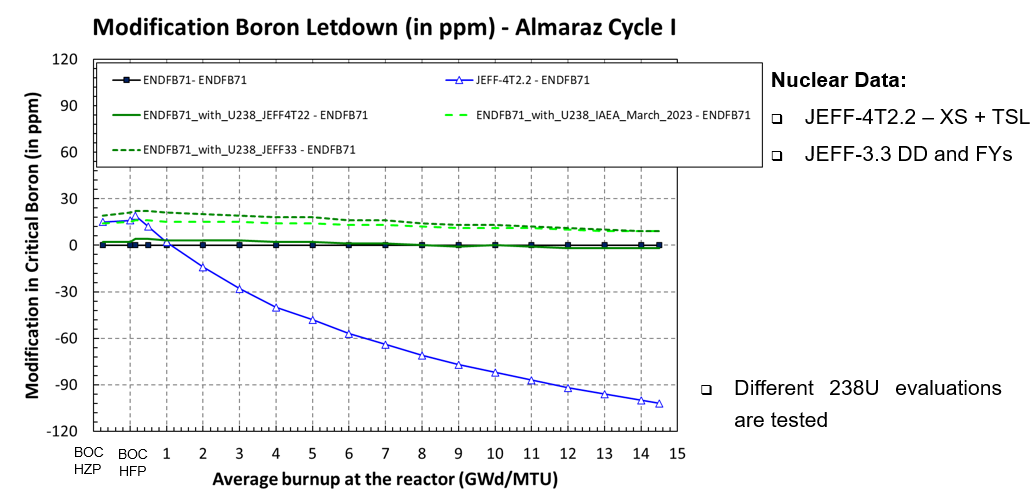 Modification Boron Letdown (in ppm) - Almaraz Cycle I
Modification in Critical Boron (in ppm)
120
90
60
30
0
-30
-60
-90
-120
ENDFB71- ENDFB71
JEFF-4T2.2 - ENDFB71
ENDFB71_with_U238_JEFF4T22 - ENDFB71
ENDFB71_with_U238_IAEA_March_2023 - ENDFB71
ENDFB71_with_U238_JEFF33 - ENDFB71
BOC HZP
BOC HFP
1 2 3 4 5 6 7 8 9 10 11 12 13 14 15
Average burnup at the reactor (GWd/MTU)
Nuclear Data:
JEFF-4T2.2 – XS + TSL
JEFF-3.3 DD and FYs
Different 238U evaluations
are tested